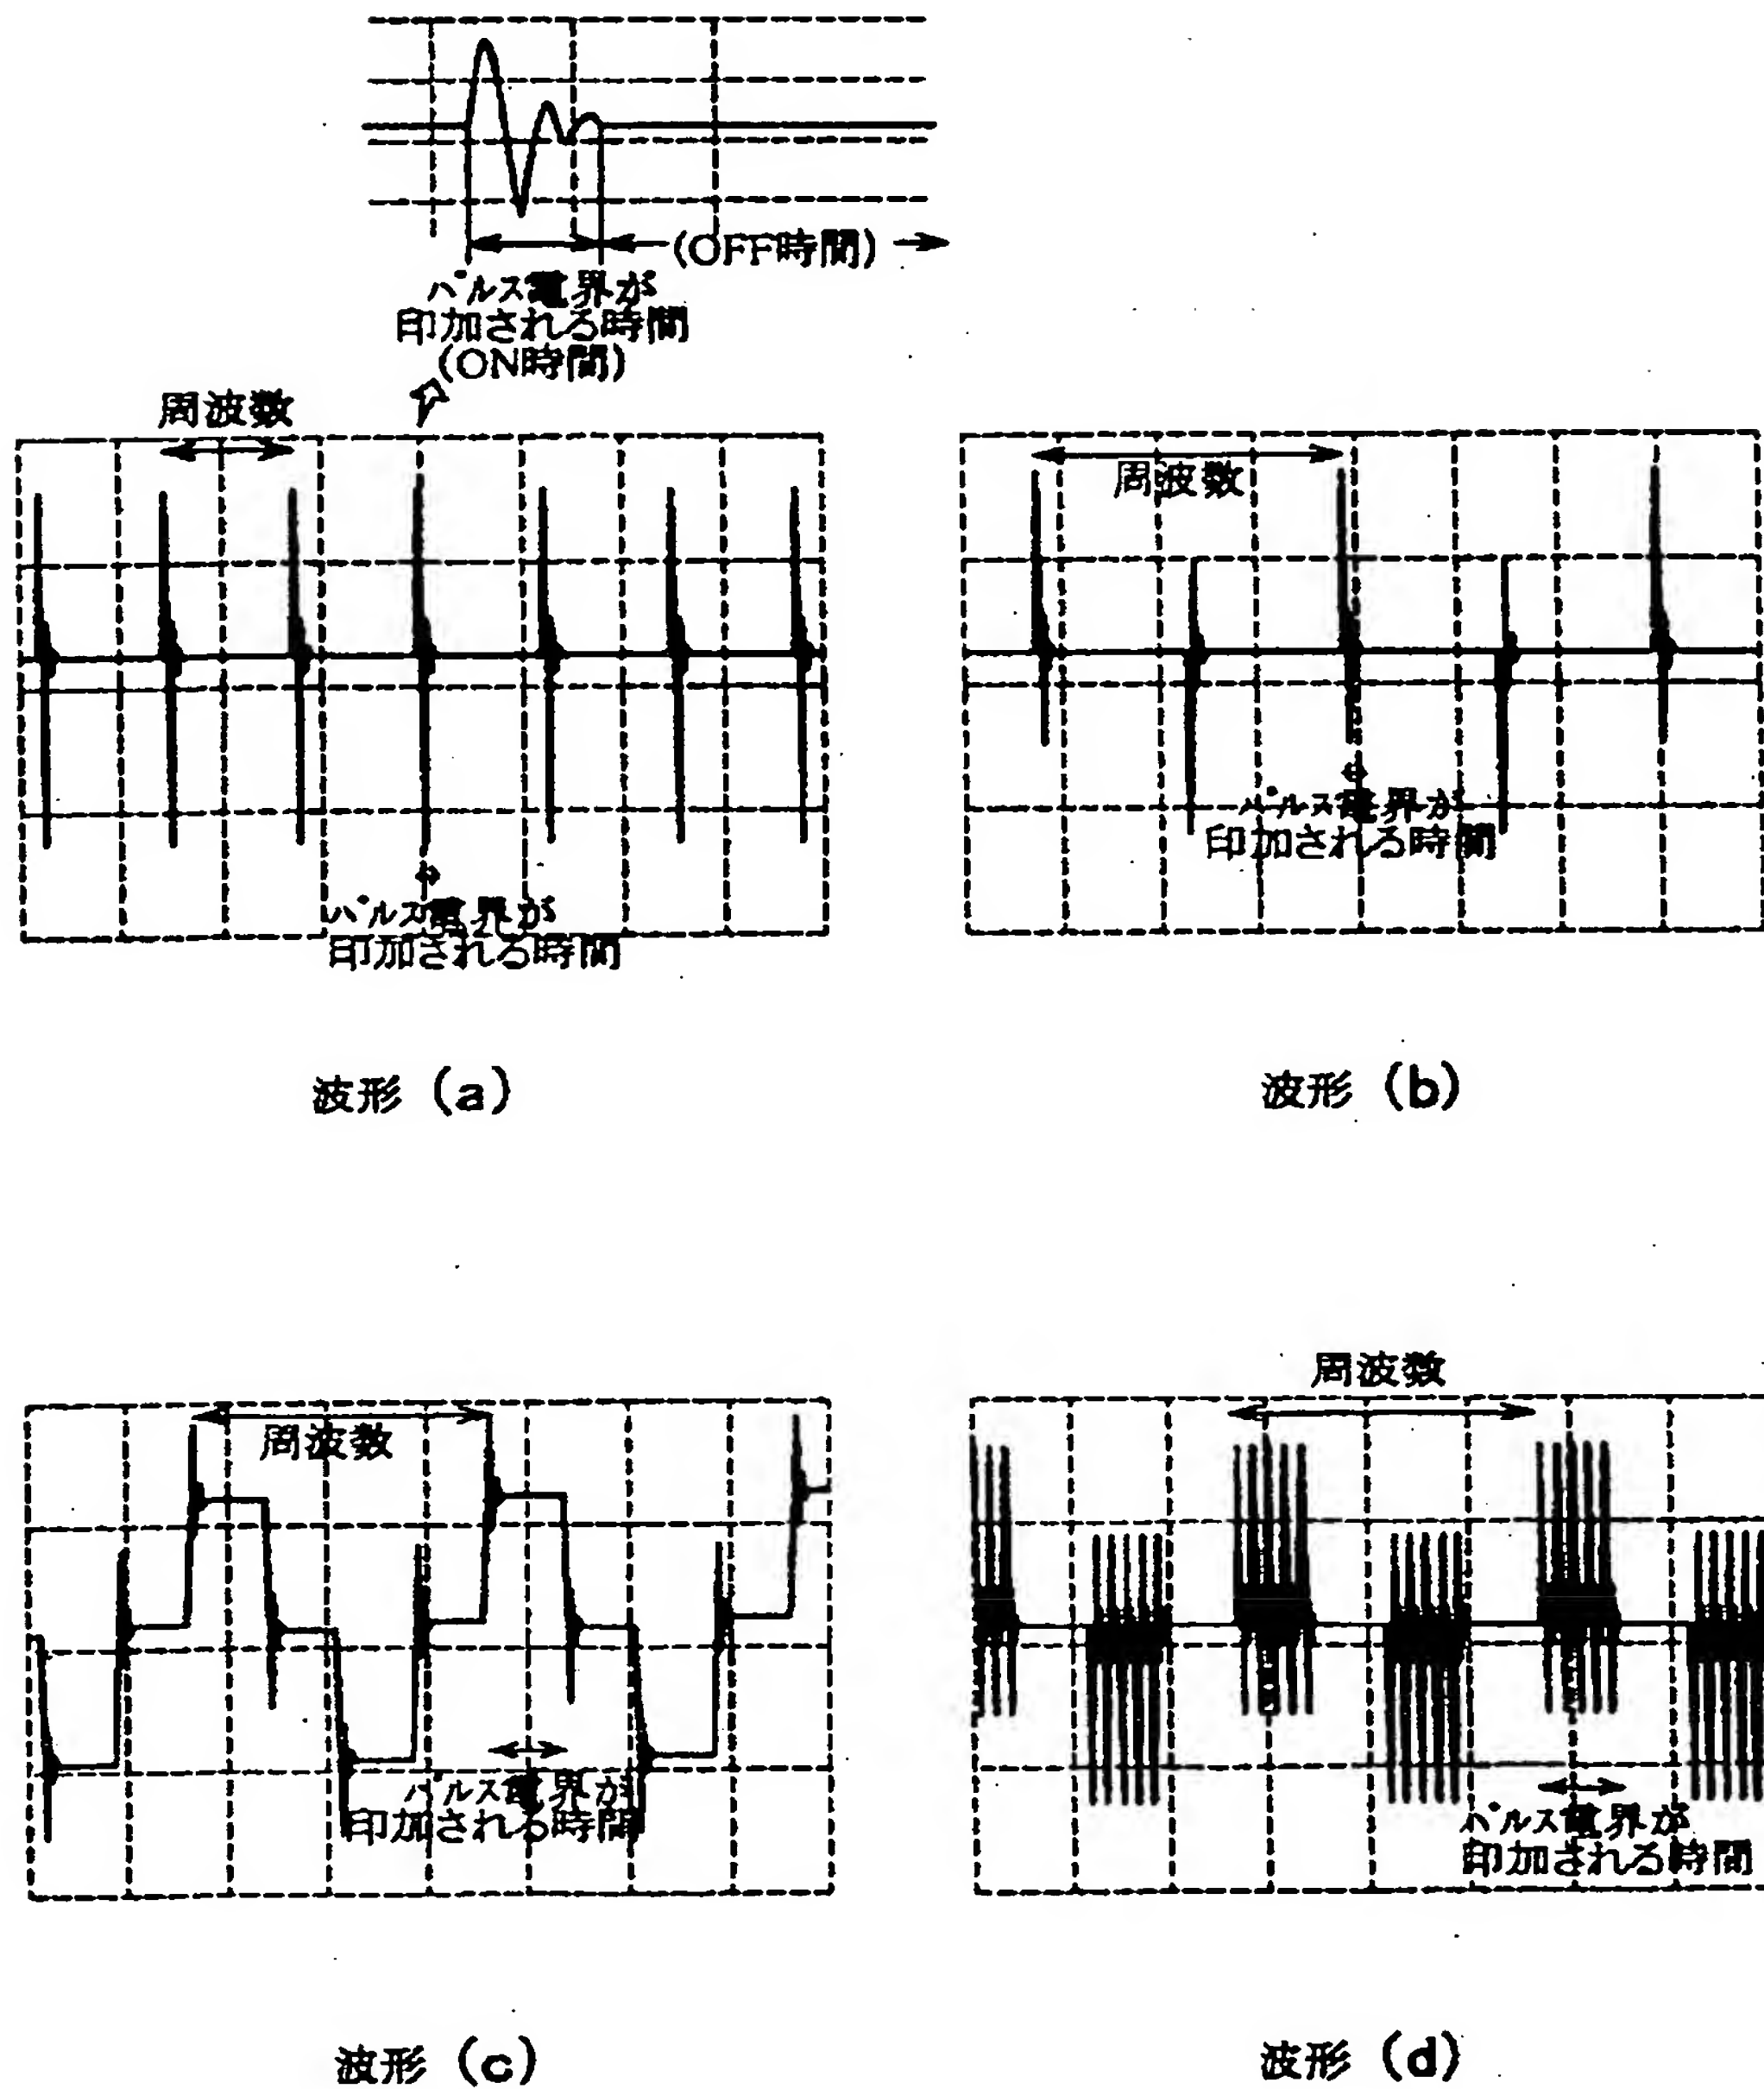 (OFF時間)
パルス電界が
印加される時間
(ON時間)
周波数
パルス電界が
印加される時間
波形 (a)
周波数
パルス電界が
印加される時間
波形 (b)
周波数
パルス電界が
印加される時間
波形 (c)
周波数
パルス電界が
印加される時間
波形 (d)